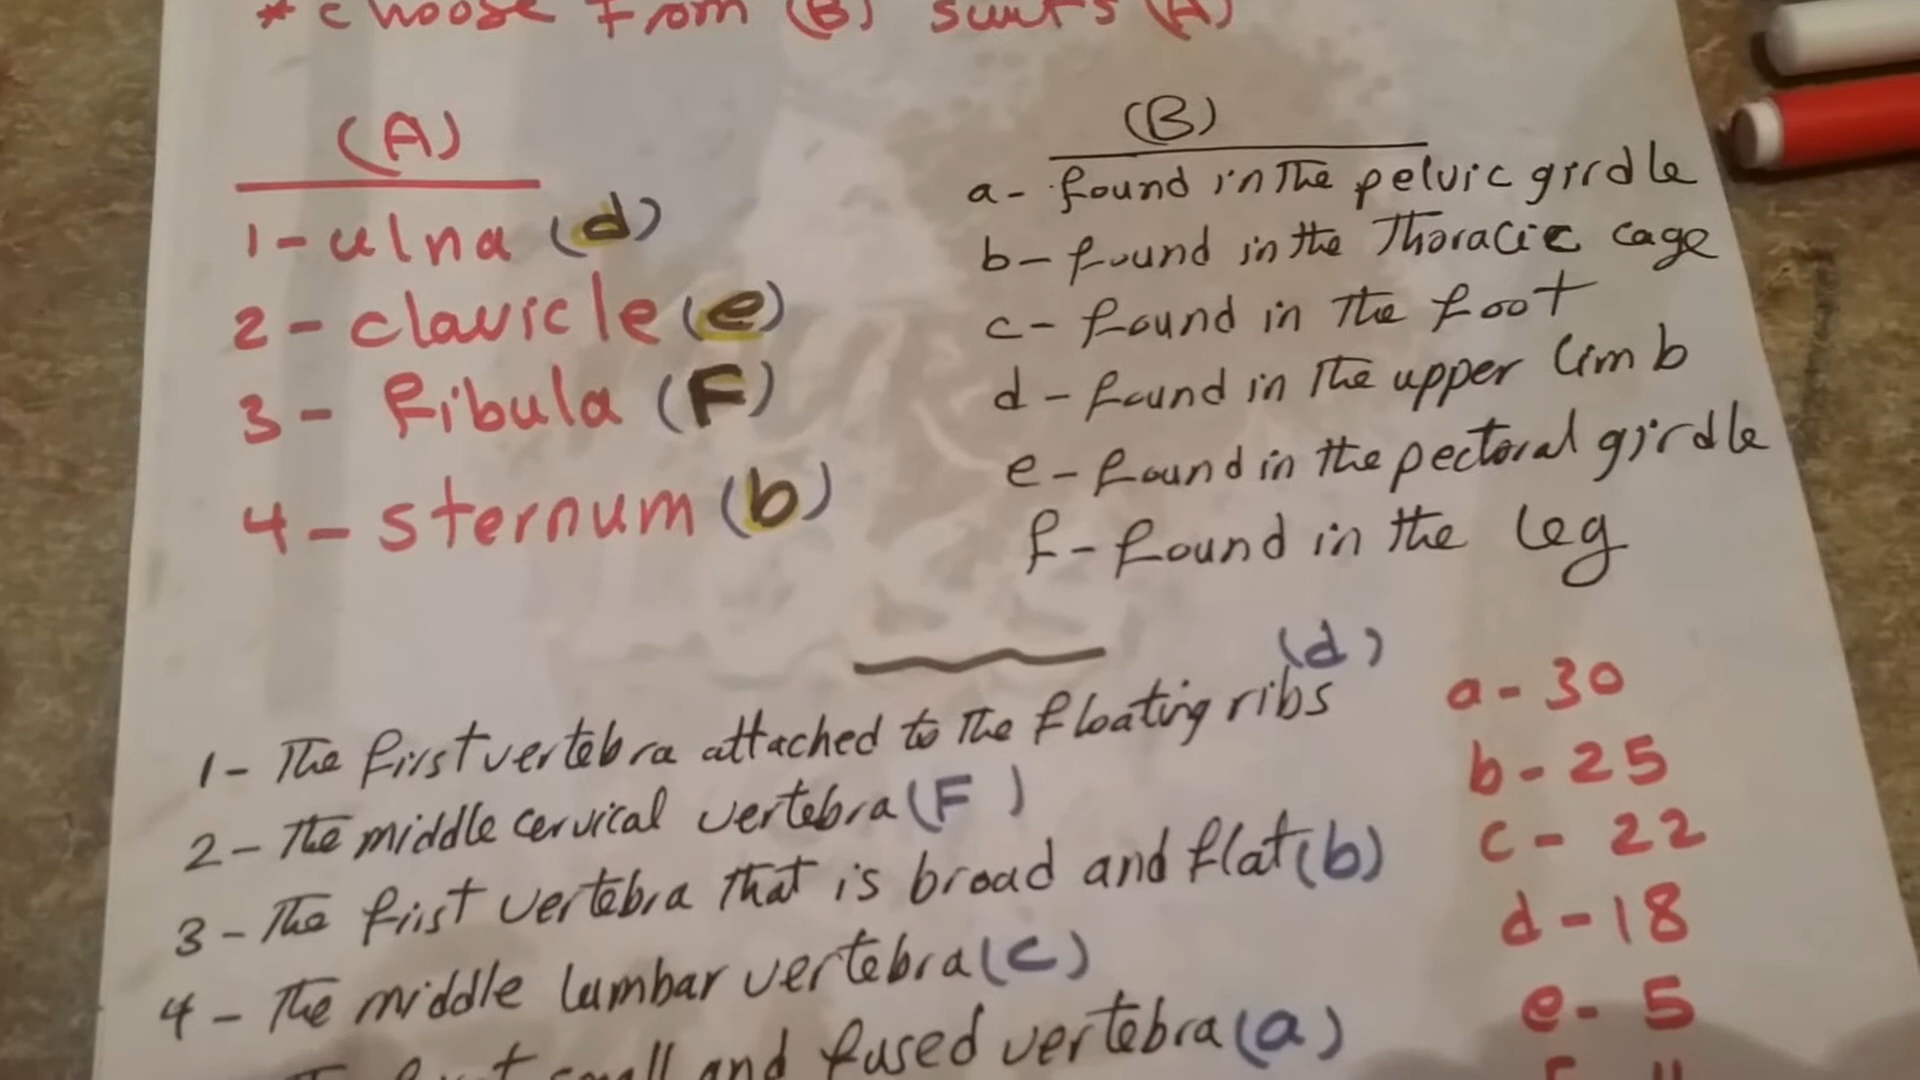 * choose from (B) suits (A)
(A)
1- ulna (d)
2- clavicle (e)
3- fibula (F)
4- sternum (b)
(B)
a- found in the pelvic girdle
b- found in the Thoracic cage
c- found in the foot
d- found in the upper limb
e- found in the pectoral girdle
f- found in the leg
1- The first vertebra attached to the floating ribs (d)
2- The middle cervical vertebra (F)
3- The first vertebra that is broad and flat (b)
4- The middle lumbar vertebra (c)
small and fused vertebra (a)
a- 30
b- 25
c- 22
d- 18
e- 5